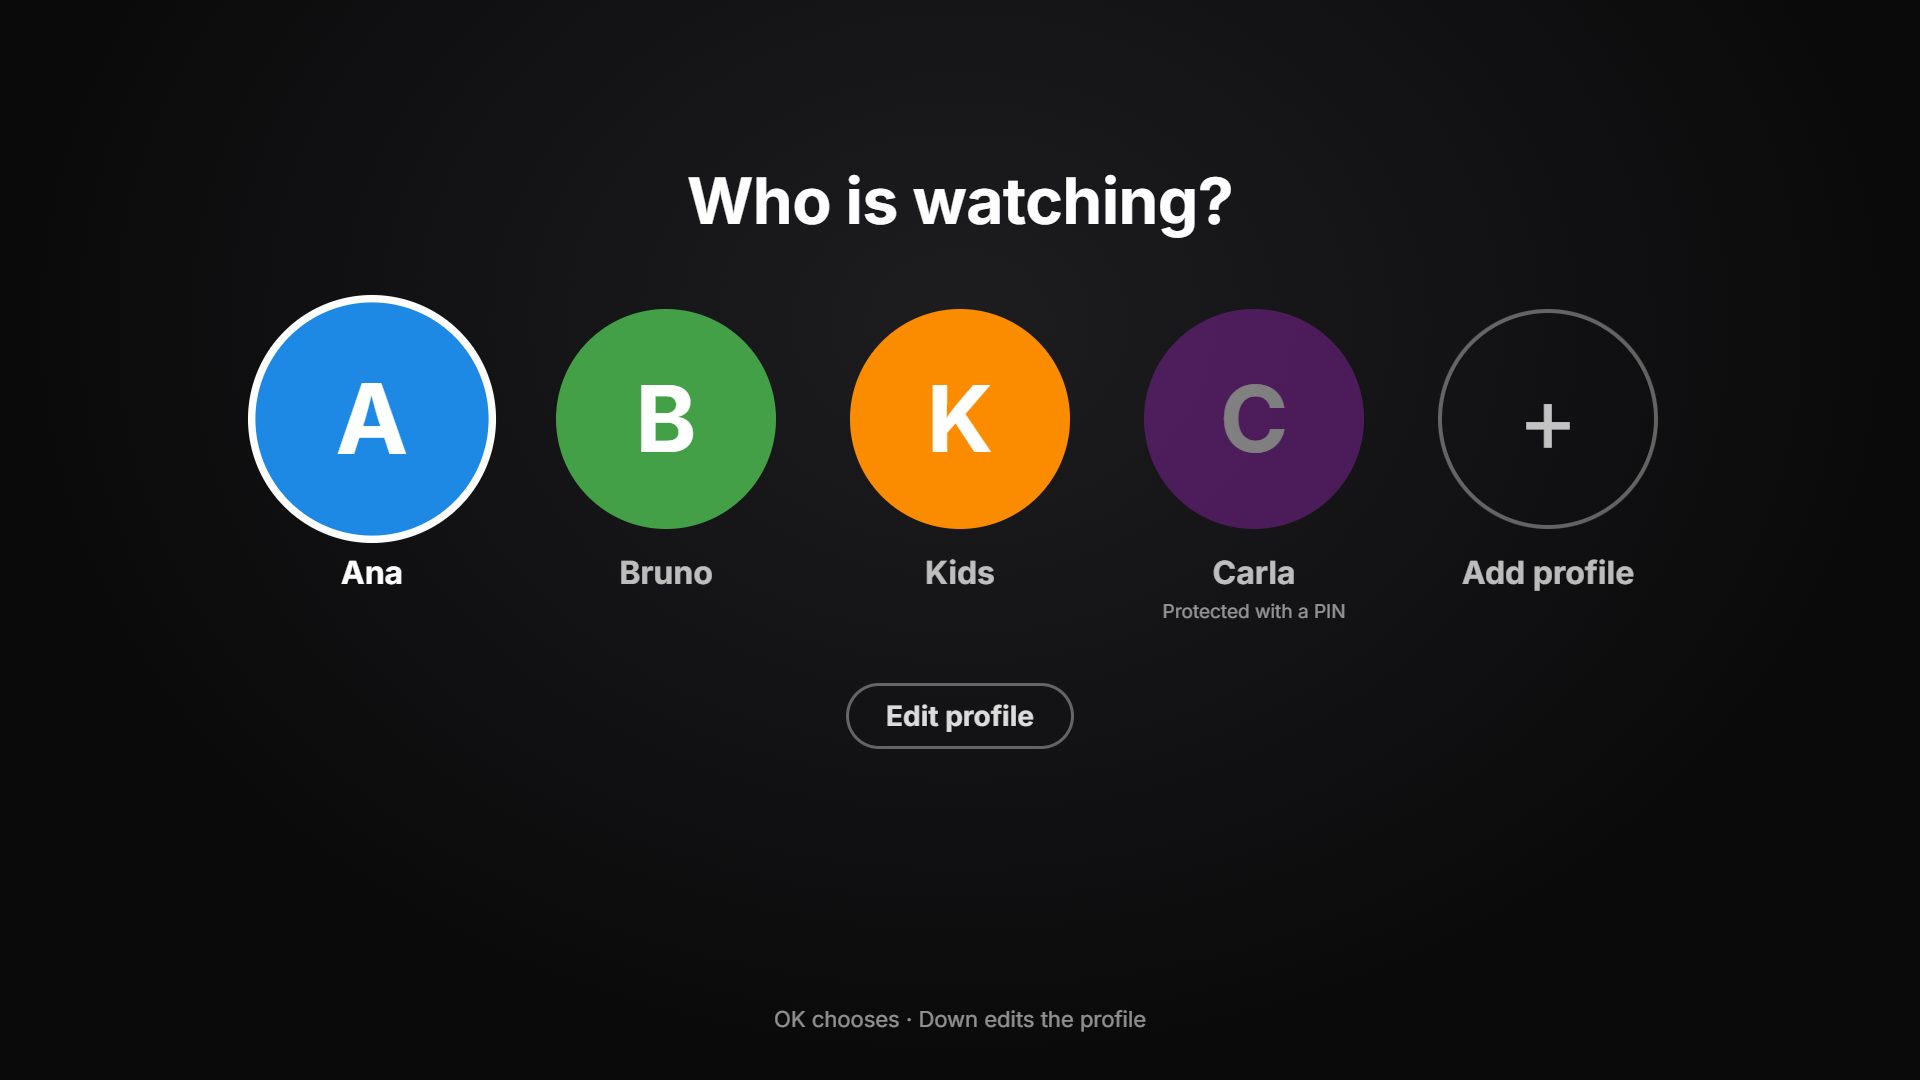 Who is watching?
A
B
K
C
+
Ana
Bruno
Kids
Carla
Add profile
Protected with a PIN
Edit profile
OK chooses · Down edits the profile